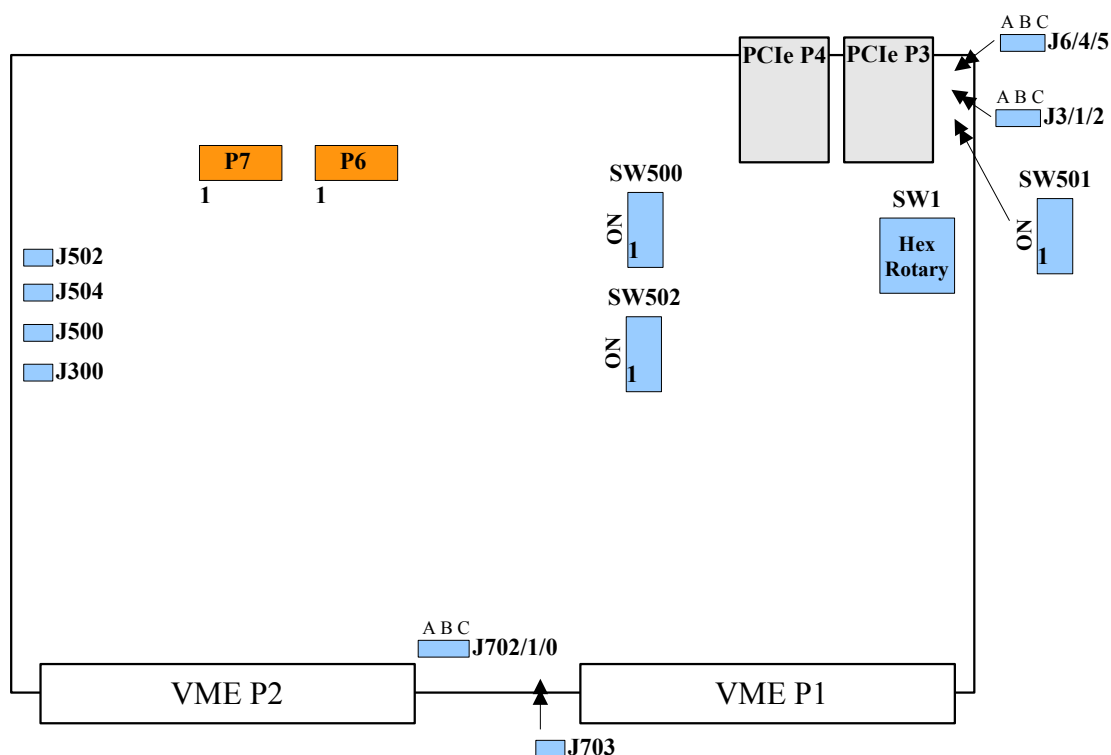 A B C
J6/4/5
PCIe P4
PCIe P3
A B C
J3/1/2
P7
P6
1
1
SW500
ON
1
SW1
Hex
Rotary
SW501
ON
1
J502
J504
J500
J300
SW502
ON
1
A B C
J702/1/0
VME P2
VME P1
J703